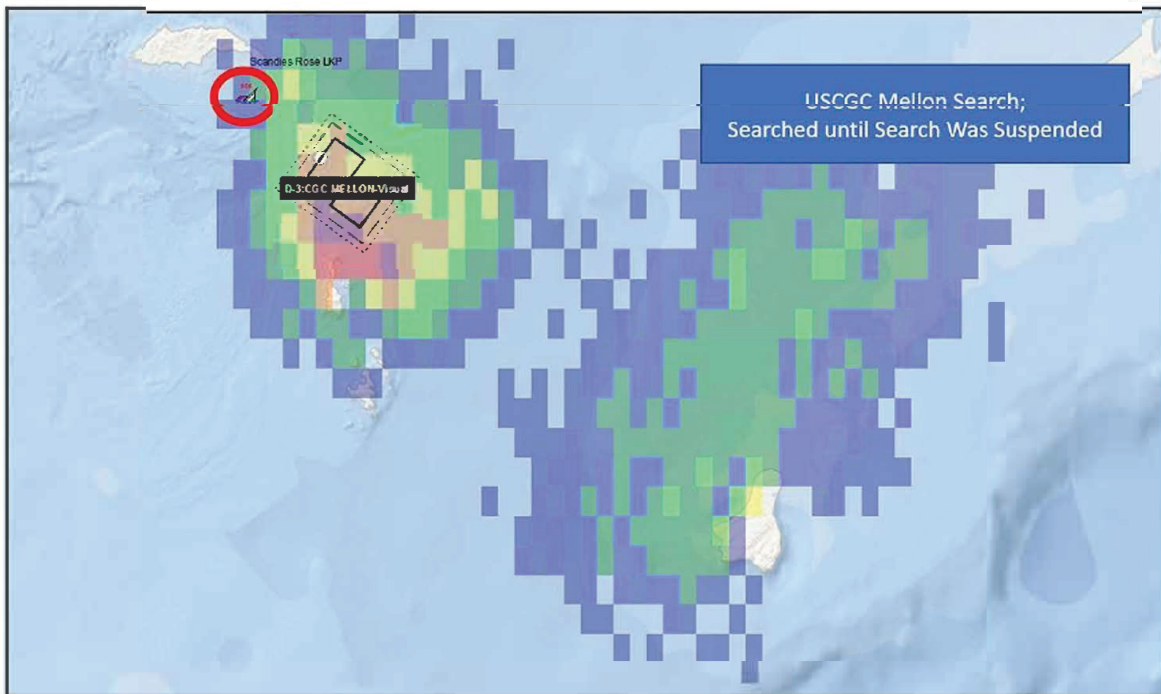 Scandies Rose LKP
USCGC Mellon Search;
Searched until Search Was Suspended
D-3:CGC MELLON-Visual